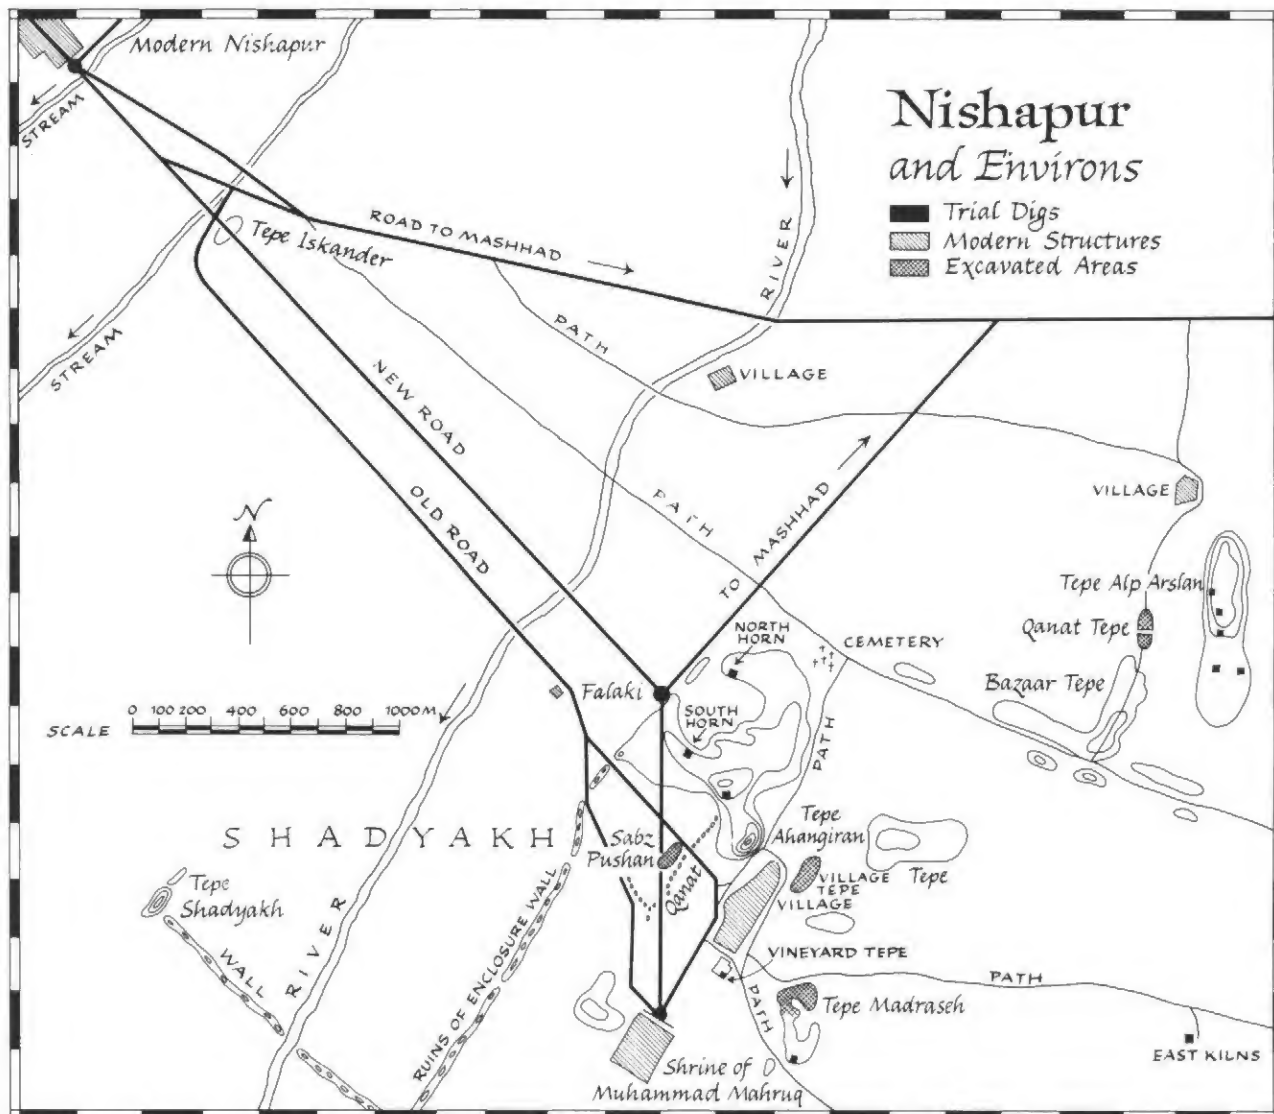 Modern Nishapur
STREAM
Nishapur
and Environs
Trial Digs
Modern Structures
Excavated Areas
Tepe Iskander
ROAD TO MASHHAD
RIVER
STREAM
PATH
NEW ROAD
VILLAGE
OLD ROAD
PATH
TO MASHHAD
VILLAGE
N
Tepe Alp Arslan
Qanat Tepe
NORTH
HORN
CEMETERY
Bazaar Tepe
Falaki
SOUTH
HORN
SCALE
0 100 200 400 600 800 1000 M
PATH
SHADYAKH
Sabz
Pushan
Tepe
Ahangiran
Tepe
Qanat
VILLAGE
TEPE
VILLAGE
Tepe
Shadyakh
WALL
RIVER
RUINS OF ENCLOSURE WALL
VINEYARD TEPE
PATH
PATH
Tepe Madraseh
EAST KILNS
Shrine of
Muhammad Mahruq